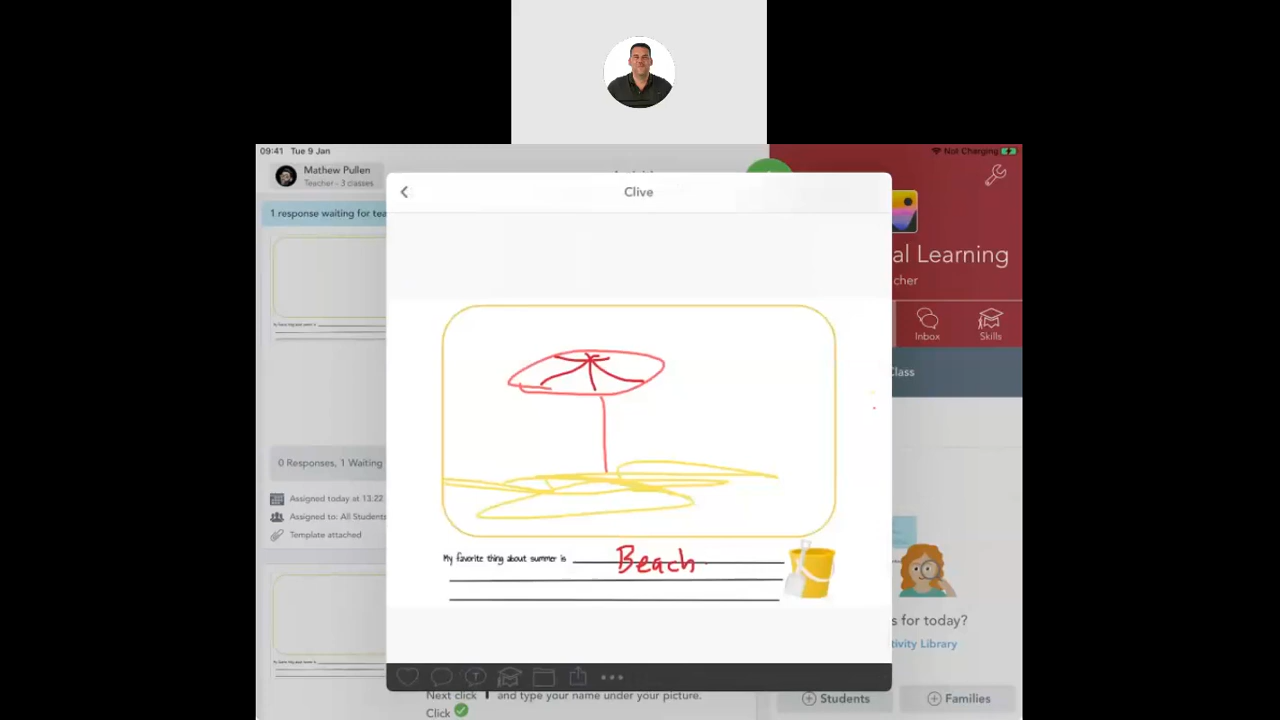 09:41 Tue 9 Jan
Not Charging
Mathew Pullen
Teacher - 3 classes
Clive
1 response waiting for tea
al Learning
cher
Inbox
Skills
Class
My favorite thing about summer is Beach
0 Responses, 1 Waiting
Assigned today at 13:22
Assigned to: All Students
Template attached
s for today?
tivity Library
Next click T and type your name under your picture.
Click
Students
Families